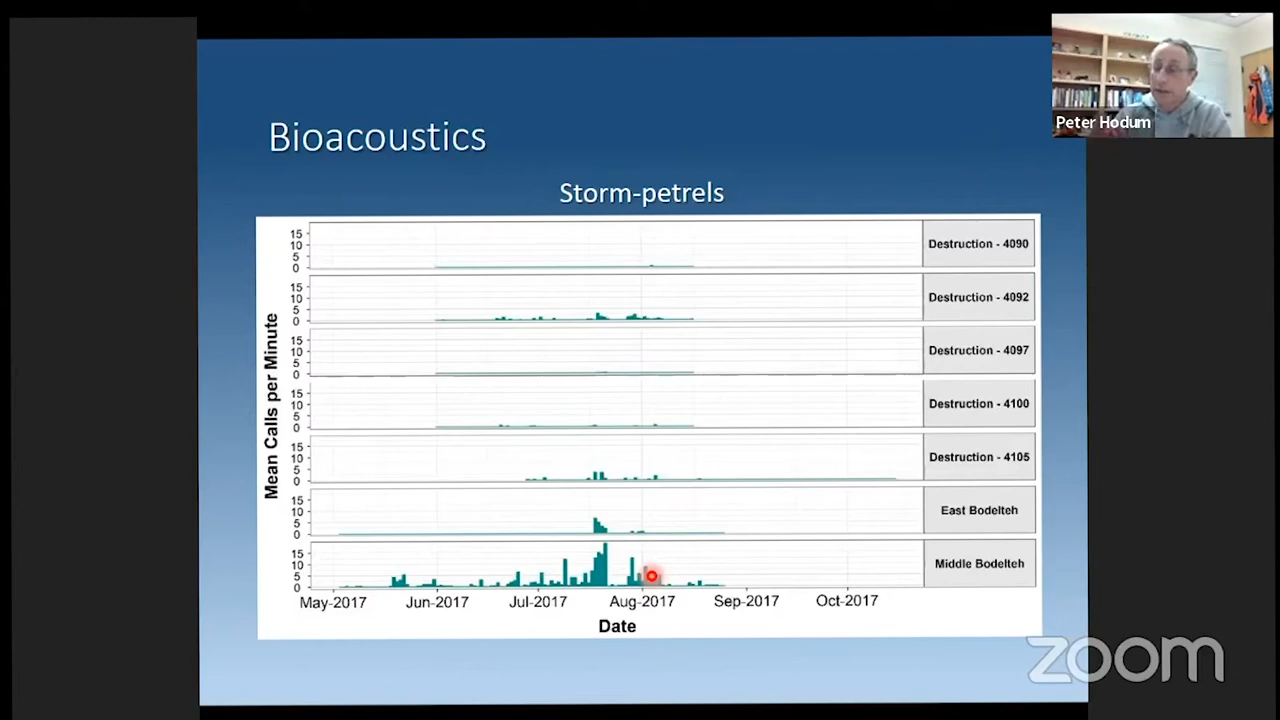 Peter Hodum
Bioacoustics
Storm-petrels
Mean Calls per Minute
15
10
5
0
Destruction - 4090
15
10
5
0
Destruction - 4092
15
10
5
0
Destruction - 4097
15
10
5
0
Destruction - 4100
15
10
5
0
Destruction - 4105
15
10
5
0
East Bodelteh
15
10
5
0
Middle Bodelteh
May-2017 Jun-2017 Jul-2017 Aug-2017 Sep-2017 Oct-2017
Date
zoom